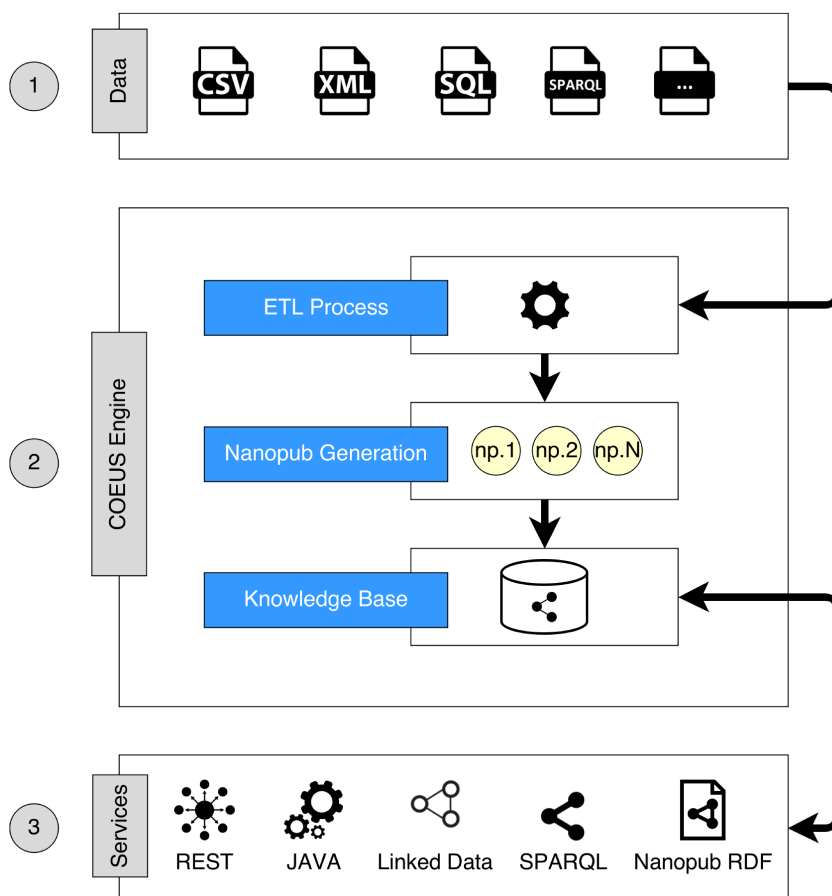 1
Data
CSV
XML
SQL
SPARQL
...
2
COEUS Engine
ETL Process
Nanopub Generation
np.1
np.2
np.N
Knowledge Base
3
Services
REST
JAVA
Linked Data
SPARQL
Nanopub RDF